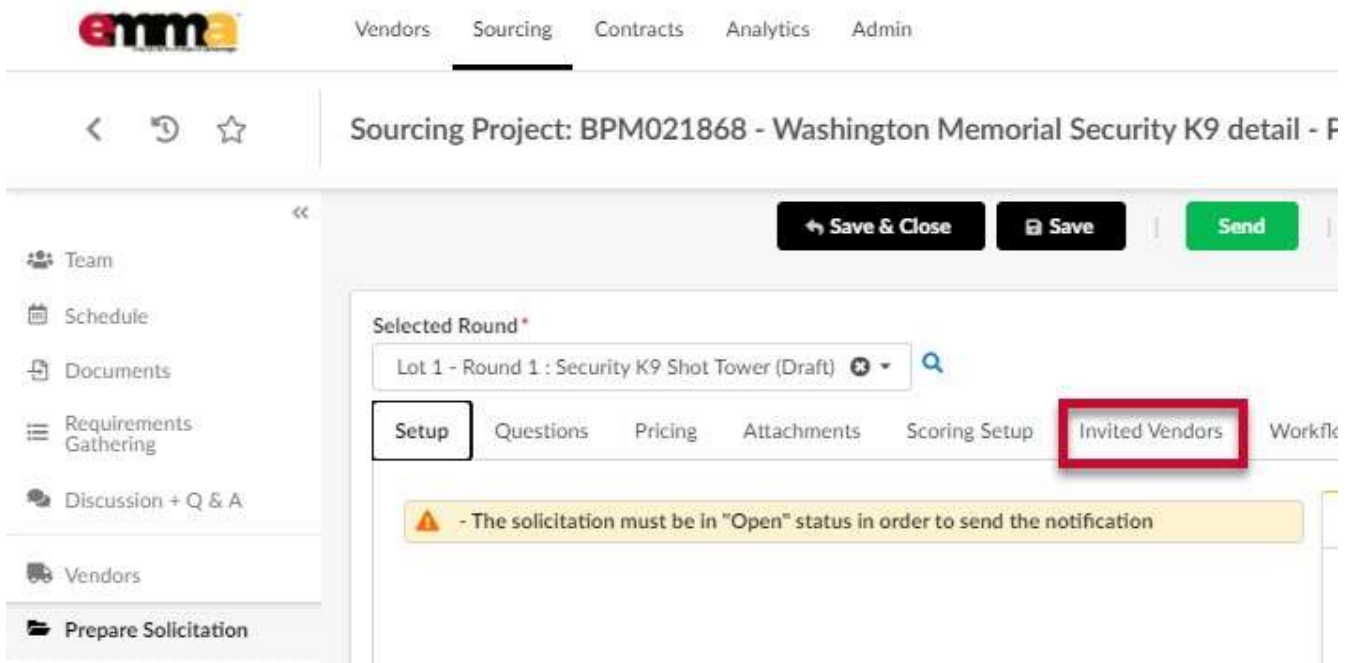 emma
Vendors Sourcing Contracts Analytics Admin
Sourcing Project: BPM021868 - Washington Memorial Security K9 detail -
Save & Close Save Send
Team
Schedule
Documents
Requirements
Gathering
Discussion + Q & A
Vendors
Prepare Solicitation
Selected Round*
Lot 1 - Round 1 : Security K9 Shot Tower (Draft)
Setup Questions Pricing Attachments Scoring Setup Invited Vendors
- The solicitation must be in "Open" status in order to send the notification